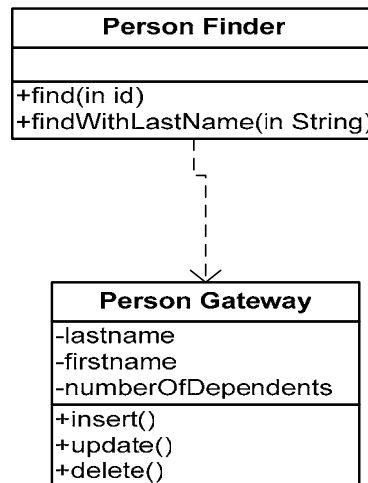 Person Finder
+find(in id)
+findWithLastName(in String)
Person Gateway
-lastname
-firstname
-numberOfDependents
+insert()
+update()
+delete()